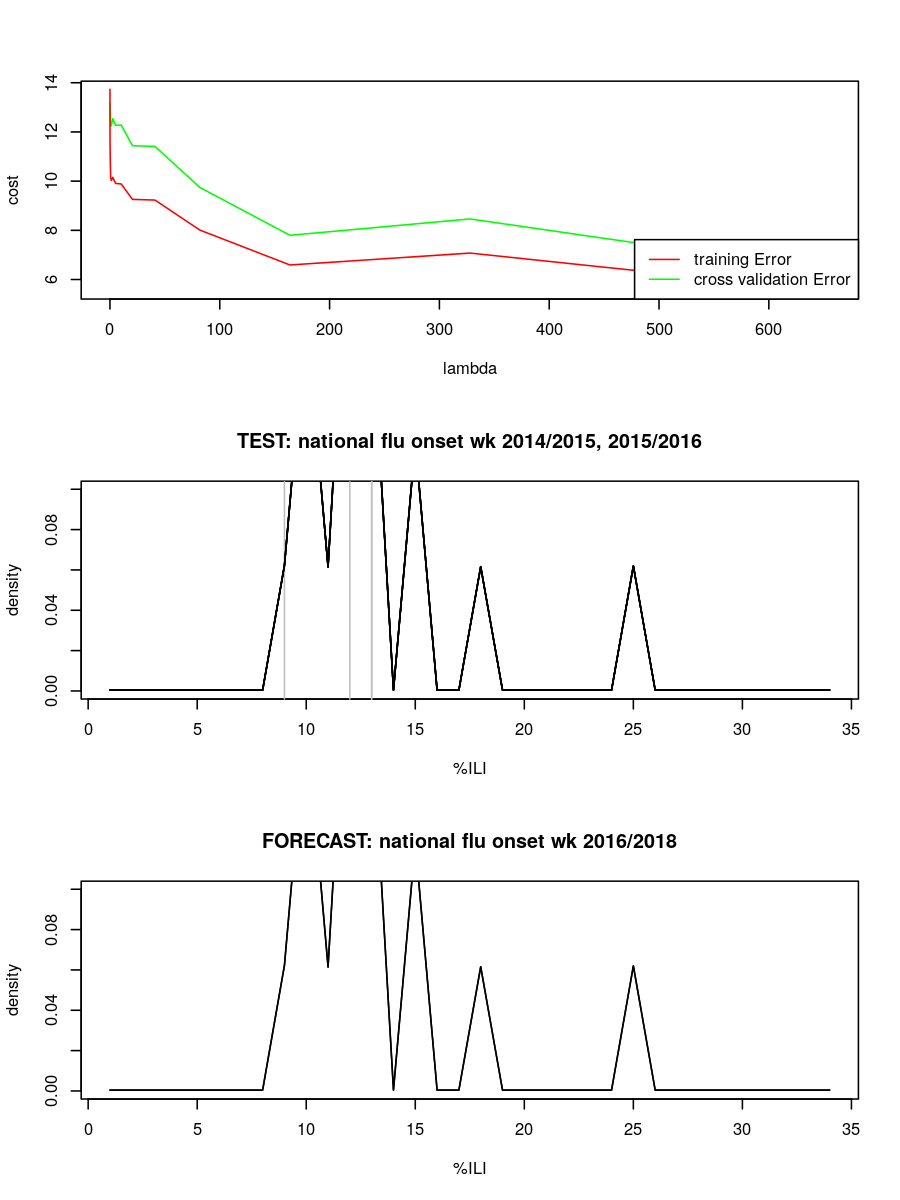 cost
14
12
10
8
6
training Error
cross validation Error
0 100 200 300 400 500 600
lambda
TEST: national flu onset wk 2014/2015, 2015/2016
density
0.08
0.04
0.00
0 5 10 15 20 25 30 35
%ILI
FORECAST: national flu onset wk 2016/2018
density
0.08
0.04
0.00
0 5 10 15 20 25 30 35
%ILI